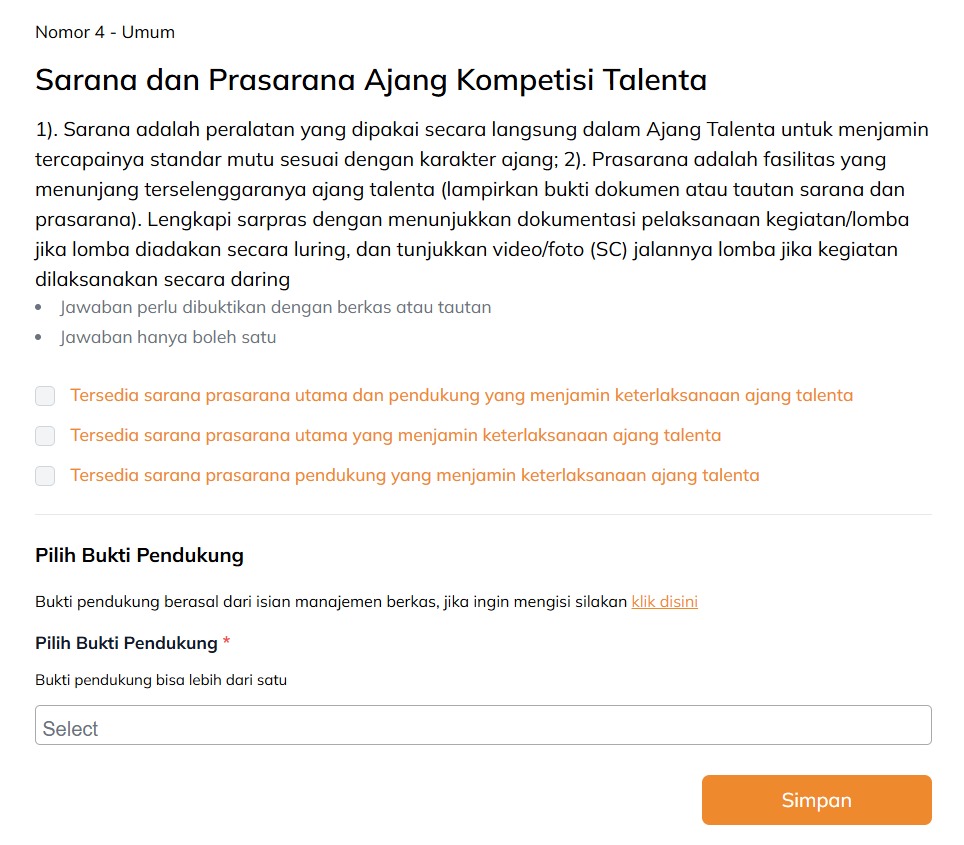 Nomor 4 - Umum
Sarana dan Prasarana Ajang Kompetisi Talenta
1). Sarana adalah peralatan yang dipakai secara langsung dalam Ajang Talenta untuk menjamin
tercapainya standar mutu sesuai dengan karakter ajang; 2). Prasarana adalah fasilitas yang
menunjang terselenggaranya ajang talenta (lampirkan bukti dokumen atau tautan sarana dan
prasarana). Lengkapi sarpras dengan menunjukkan dokumentasi pelaksanaan kegiatan/lomba
jika lomba diadakan secara luring, dan tunjukkan video/foto (SC) jalannya lomba jika kegiatan
dilaksanakan secara daring
• Jawaban perlu dibuktikan dengan berkas atau tautan
• Jawaban hanya boleh satu
Tersedia sarana prasarana utama dan pendukung yang menjamin keterlaksanaan ajang talenta
Tersedia sarana prasarana utama yang menjamin keterlaksanaan ajang talenta
Tersedia sarana prasarana pendukung yang menjamin keterlaksanaan ajang talenta
Pilih Bukti Pendukung
Bukti pendukung berasal dari isian manajemen berkas, jika ingin mengisi silakan klik disini
Pilih Bukti Pendukung *
Bukti pendukung bisa lebih dari satu
Select
Simpan